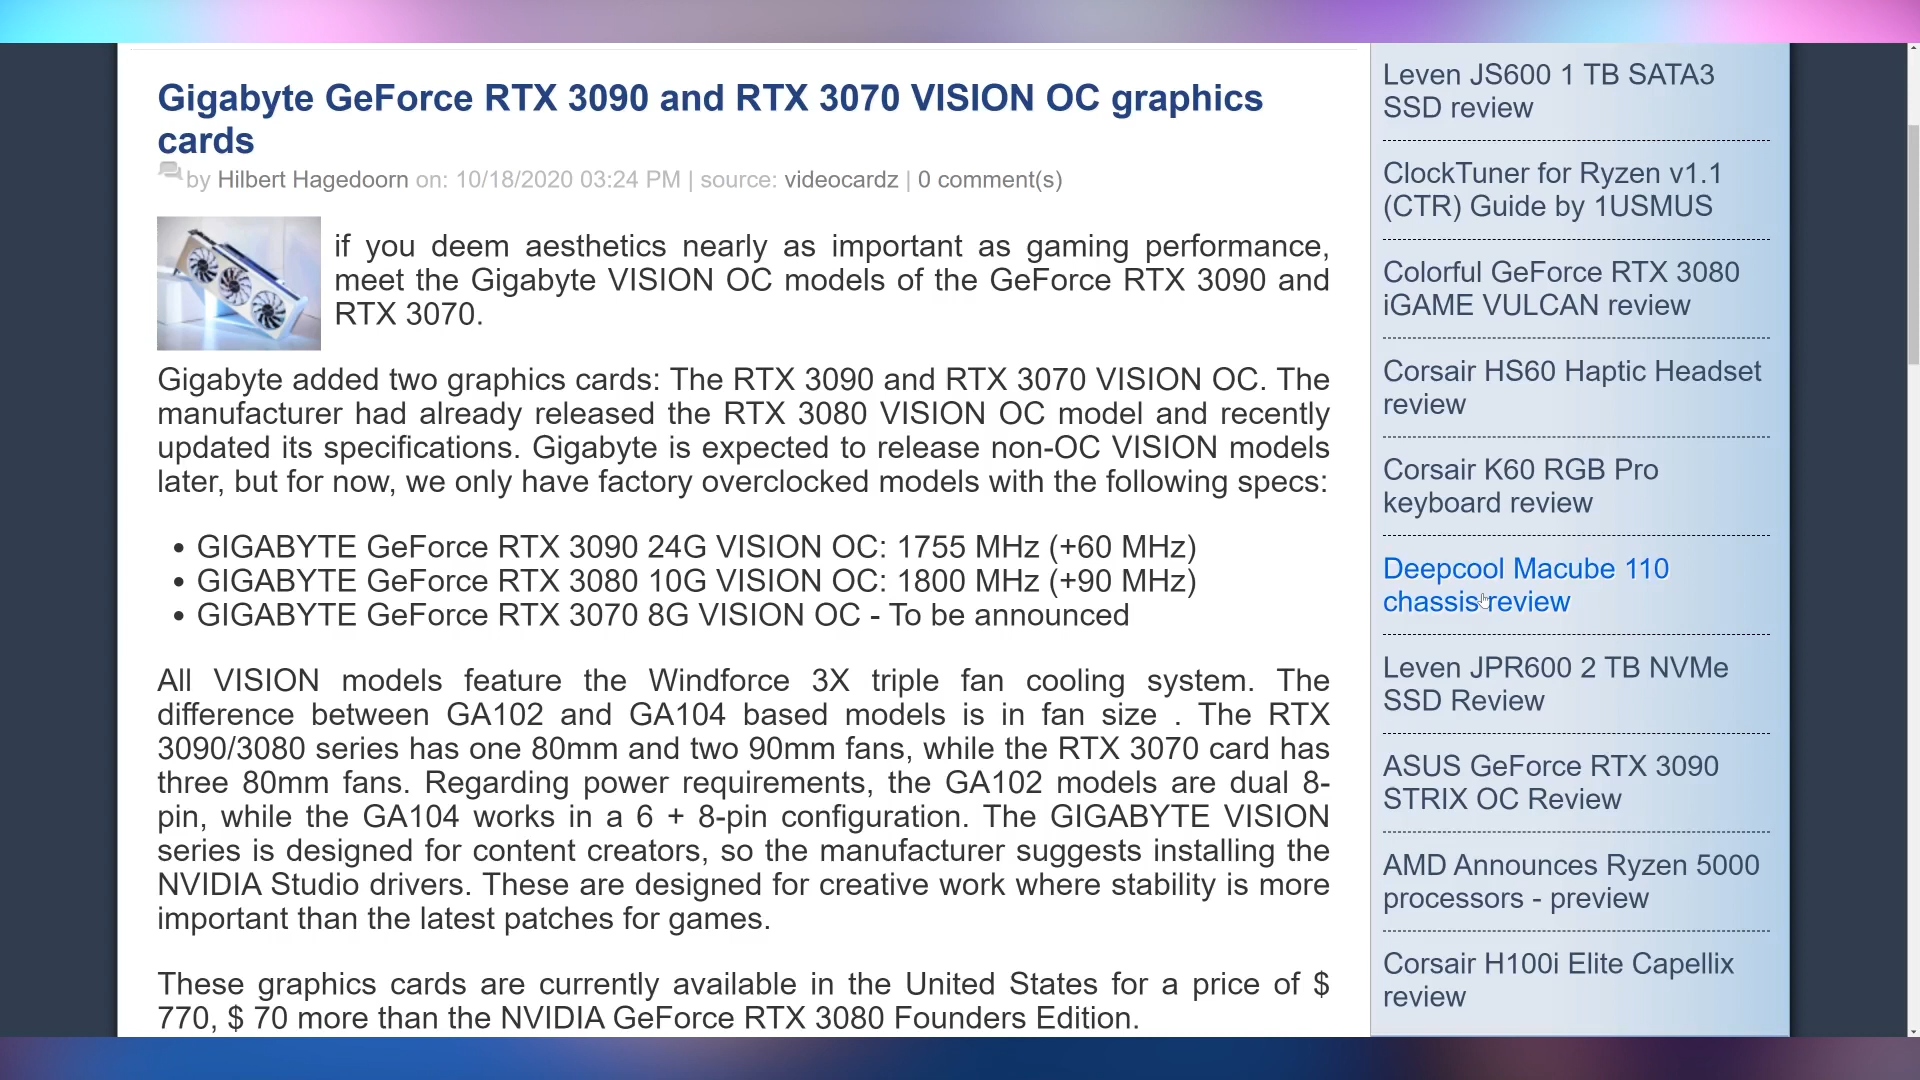 Gigabyte GeForce RTX 3090 and RTX 3070 VISION OC graphics
cards
by Hilbert Hagedoorn on: 10/18/2020 03:24 PM | source: videocardz | 0 comment(s)
if you deem aesthetics nearly as important as gaming performance,
meet the Gigabyte VISION OC models of the GeForce RTX 3090 and
RTX 3070.
Gigabyte added two graphics cards: The RTX 3090 and RTX 3070 VISION OC. The
manufacturer had already released the RTX 3080 VISION OC model and recently
updated its specifications. Gigabyte is expected to release non-OC VISION models
later, but for now, we only have factory overclocked models with the following specs:
• GIGABYTE GeForce RTX 3090 24G VISION OC: 1755 MHz (+60 MHz)
• GIGABYTE GeForce RTX 3080 10G VISION OC: 1800 MHz (+90 MHz)
• GIGABYTE GeForce RTX 3070 8G VISION OC - To be announced
All VISION models feature the Windforce 3X triple fan cooling system. The
difference between GA102 and GA104 based models is in fan size . The RTX
3090/3080 series has one 80mm and two 90mm fans, while the RTX 3070 card has
three 80mm fans. Regarding power requirements, the GA102 models are dual 8-
pin, while the GA104 works in a 6 + 8-pin configuration. The GIGABYTE VISION
series is designed for content creators, so the manufacturer suggests installing the
NVIDIA Studio drivers. These are designed for creative work where stability is more
important than the latest patches for games.
These graphics cards are currently available in the United States for a price of $
770, $ 70 more than the NVIDIA GeForce RTX 3080 Founders Edition.
Leven JS600 1 TB SATA3
SSD review
ClockTuner for Ryzen v1.1
(CTR) Guide by 1USMUS
Colorful GeForce RTX 3080
iGAME VULCAN review
Corsair HS60 Haptic Headset
review
Corsair K60 RGB Pro
keyboard review
Deepcool Macube 110
chassis review
Leven JPR600 2 TB NVMe
SSD Review
ASUS GeForce RTX 3090
STRIX OC Review
AMD Announces Ryzen 5000
processors - preview
Corsair H100i Elite Capellix
review